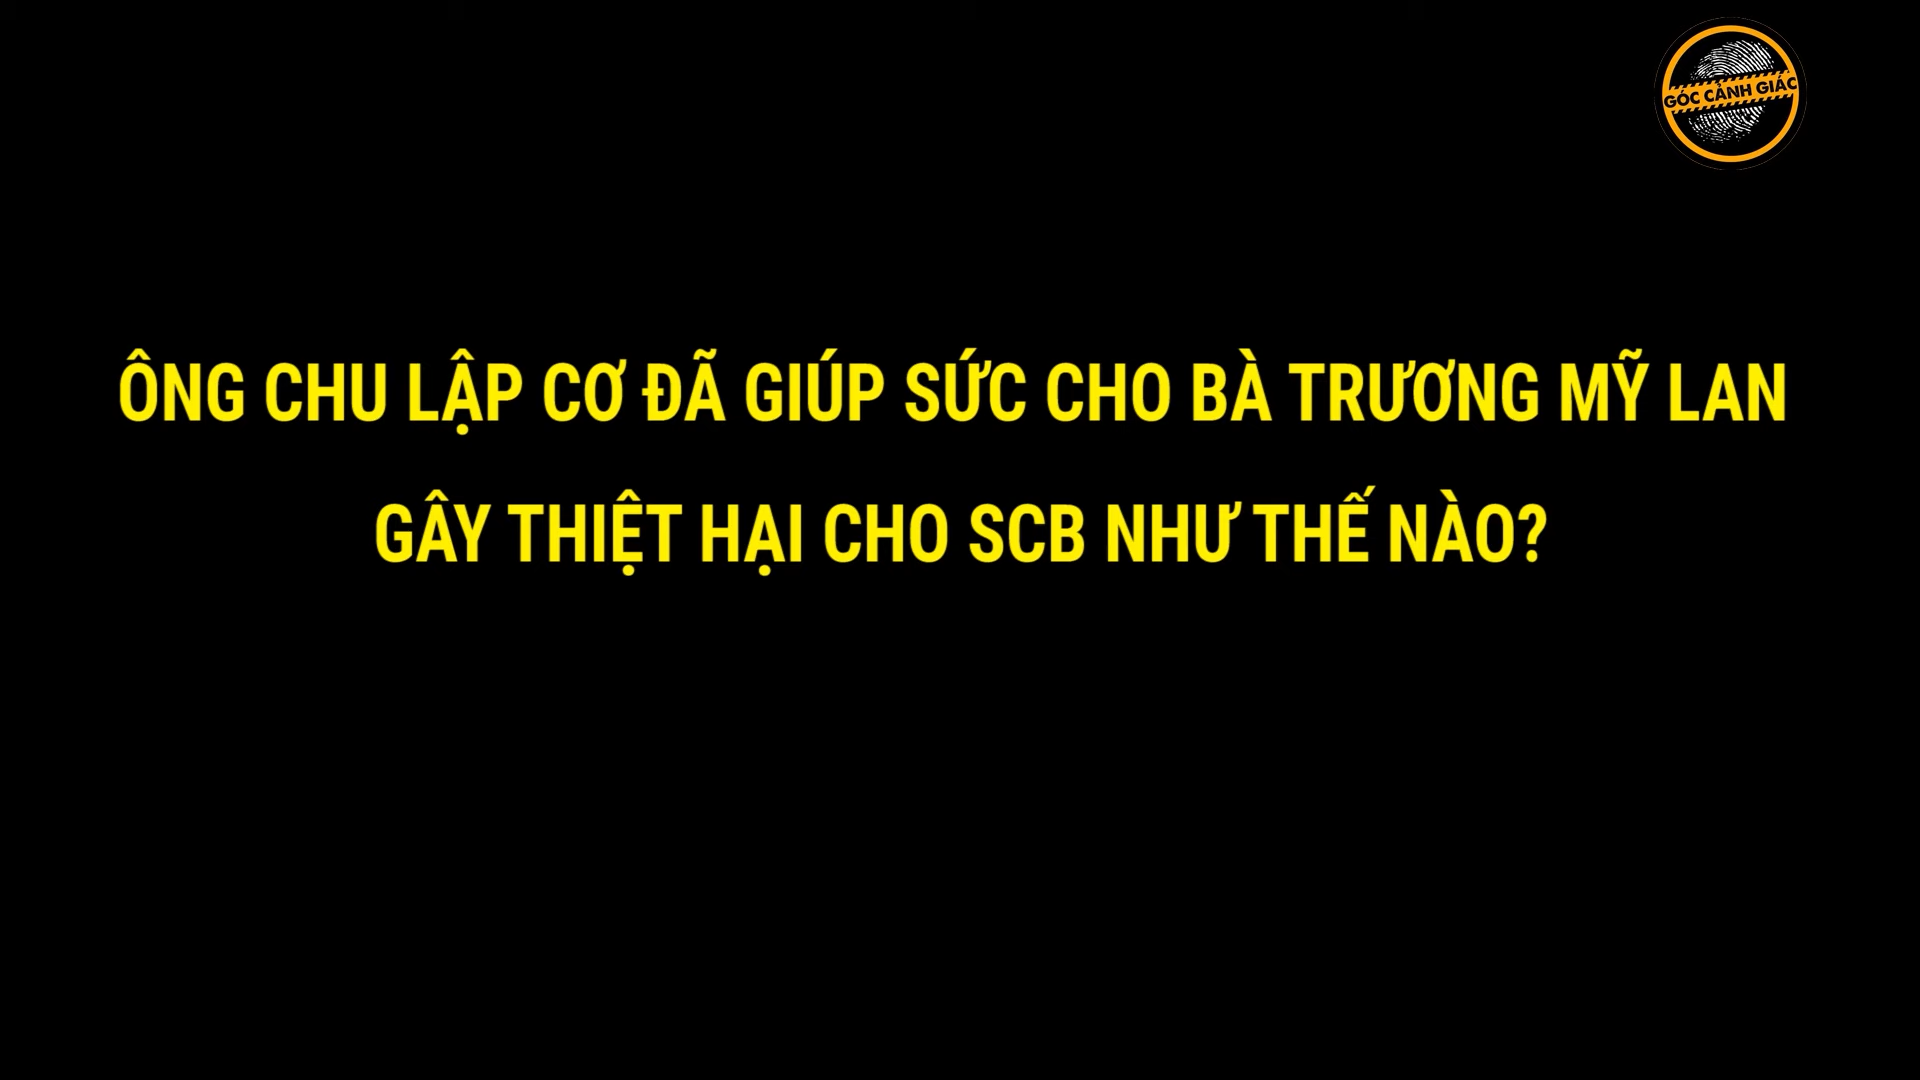 GÓC CẢNH GIÁC
ÔNG CHU LẬP CƠ ĐÃ GIÚP SỨC CHO BÀ TRƯƠNG MỸ LAN
GÂY THIỆT HẠI CHO SCB NHƯ THẾ NÀO?